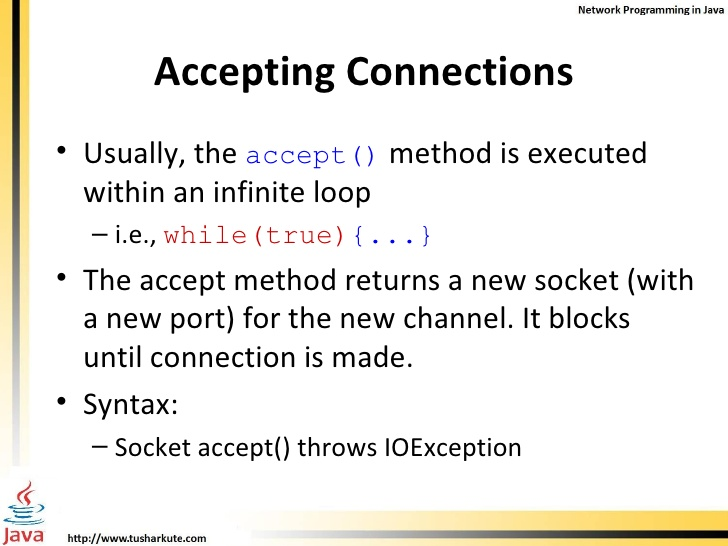 Network Programming in Java
Accepting Connections
• Usually, the accept() method is executed
within an infinite loop
– i.e., while(true){...}
• The accept method returns a new socket (with
a new port) for the new channel. It blocks
until connection is made.
• Syntax:
– Socket accept() throws IOException
Java
http://www.tusharkute.com